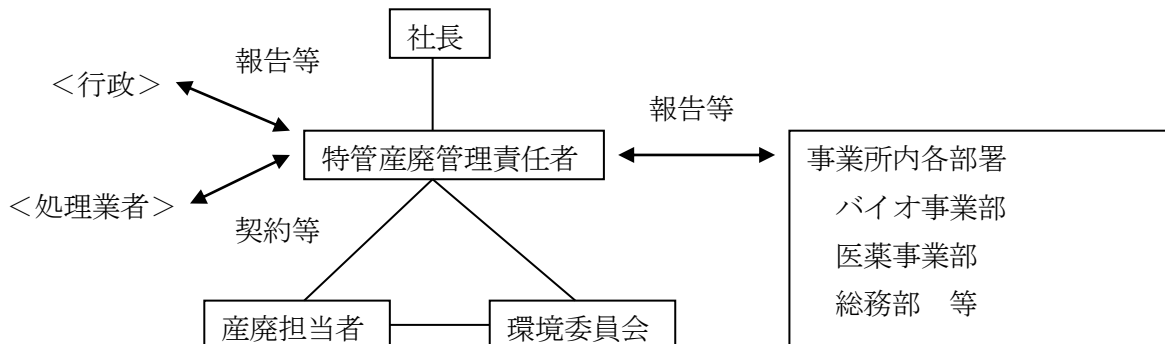 社長
報告等
＜行政＞
報告等
特管産廃管理責任者
事業所内各部署
バイオ事業部
医薬事業部
総務部　等
＜処理業者＞
契約等
産廃担当者
環境委員会